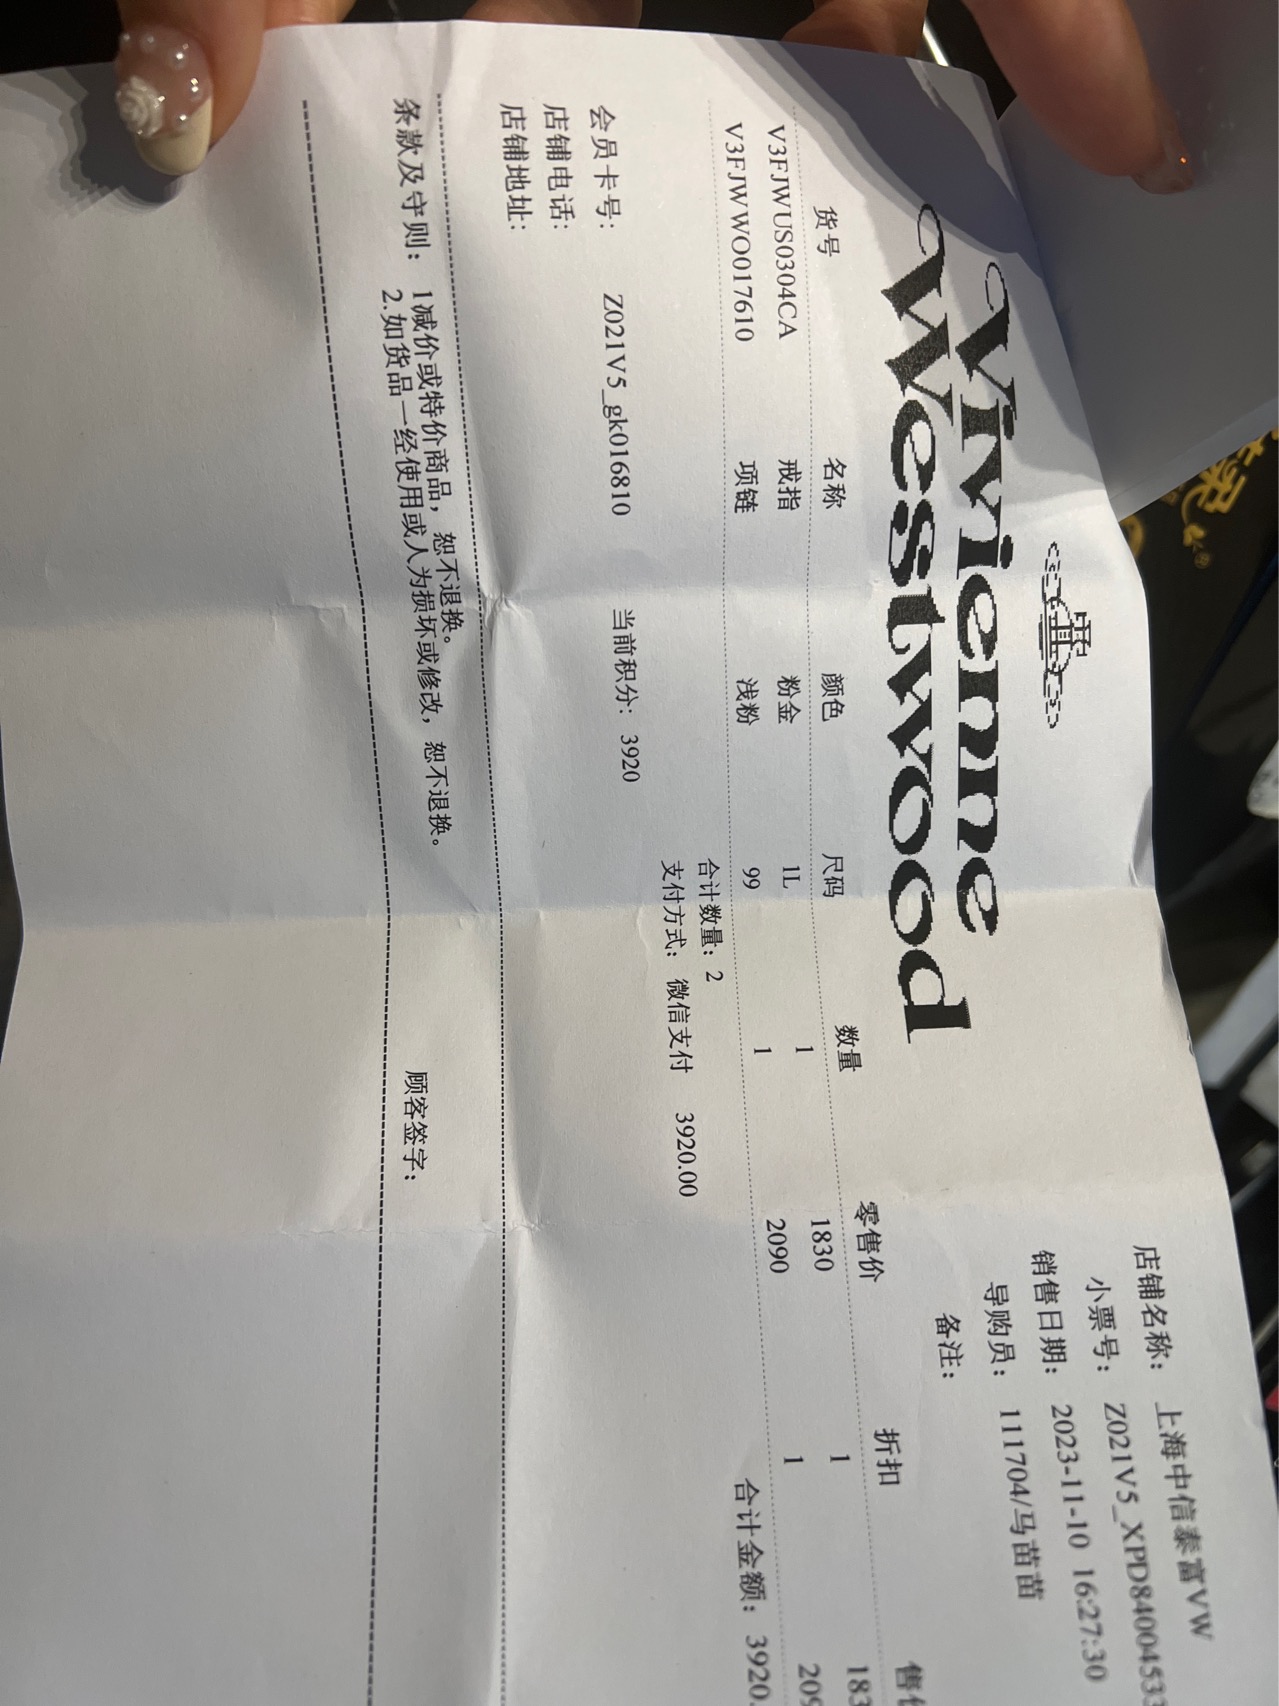 Vivienne
Westwood
店铺名称： 上海中信泰富VW
小票号： Z021V5_XPD8400453
销售日期： 2023-11-10 16:27:30
导购员： 111704/马苗苗
备注：
货号 名称 颜色 尺码 数量 零售价 折扣 售
V3FJWUS0304CA 戒指 粉金 1L 1 1830 1 183
V3FJWWO017610 项链 浅粉 99 1 2090 1 209
合计数量： 2 合计金额： 3920.
支付方式： 微信支付 3920.00
会员卡号： Z021V5_gk016810 当前积分： 3920
店铺电话：
店铺地址：
条款及守则： 1减价或特价商品，恕不退换。
2.如货品一经使用或人为损坏或修改，恕不退换。
顾客签字：